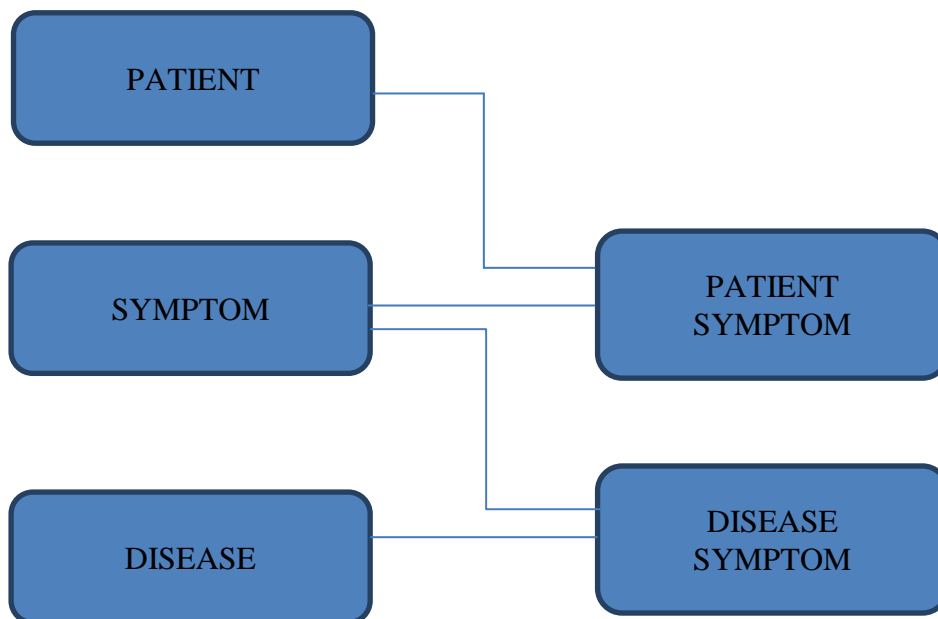 PATIENT
SYMPTOM
PATIENT
SYMPTOM
DISEASE
DISEASE
SYMPTOM